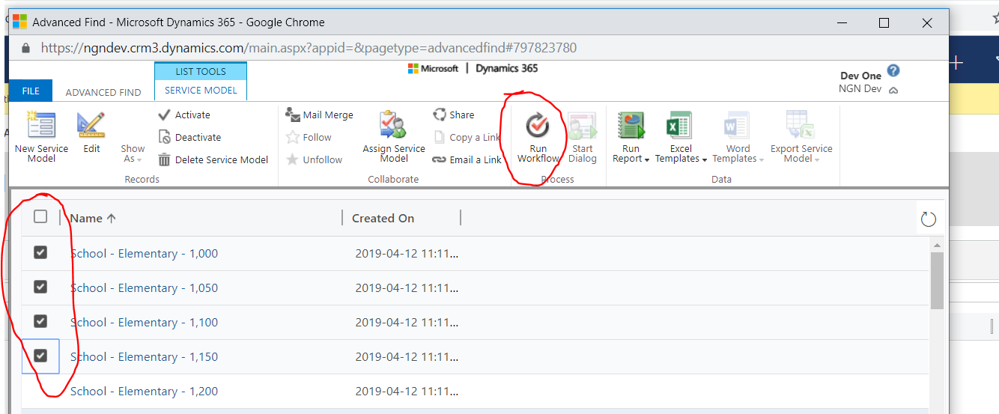 Advanced Find - Microsoft Dynamics 365 - Google Chrome
https://ngndev.crm3.dynamics.com/main.aspx?appid=&pagetype=advancedfind#797823780
LIST TOOLS
Microsoft | Dynamics 365
Dev One
NGN Dev
FILE
ADVANCED FIND
SERVICE MODEL
New Service Model
Edit
Show As
Activate
Deactivate
Delete Service Model
Records
Mail Merge
Follow
Unfollow
Assign Service Model
Share
Copy a Link
Email a Link
Collaborate
Run Workflow
Start Dialog
Process
Run Report
Excel Templates
Word Templates
Export Service Model
Data
Name
Created On
School - Elementary - 1,000 2019-04-12 11:11...
School - Elementary - 1,050 2019-04-12 11:11...
School - Elementary - 1,100 2019-04-12 11:11...
School - Elementary - 1,150 2019-04-12 11:11...
School - Elementary - 1,200 2019-04-12 11:11...